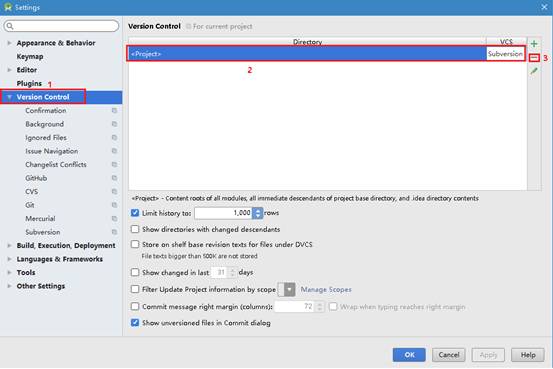 Settings
Version Control For current project
Appearance & Behavior
Keymap
Editor
Plugins 1
Version Control
Confirmation
Background
Ignored Files
Issue Navigation
Changelist Conflicts
GitHub
CVS
Git
Mercurial
Subversion
Build, Execution, Deployment
Languages & Frameworks
Tools
Other Settings
Directory VCS
<Project> Subversion
2
3
<Project> - Content roots of all modules, all immediate descendants of project base directory, and .idea directory contents
Limit history to: 1,000 rows
Show directories with changed descendants
Store on shelf base revision texts for files under DVCS
File texts bigger than 500K are not stored
Show changed in last 31 days
Filter Update Project information by scope Manage Scopes
Commit message right margin (columns): 72 Wrap when typing reaches right margin
Show unversioned files in Commit dialog
OK Cancel Apply Help